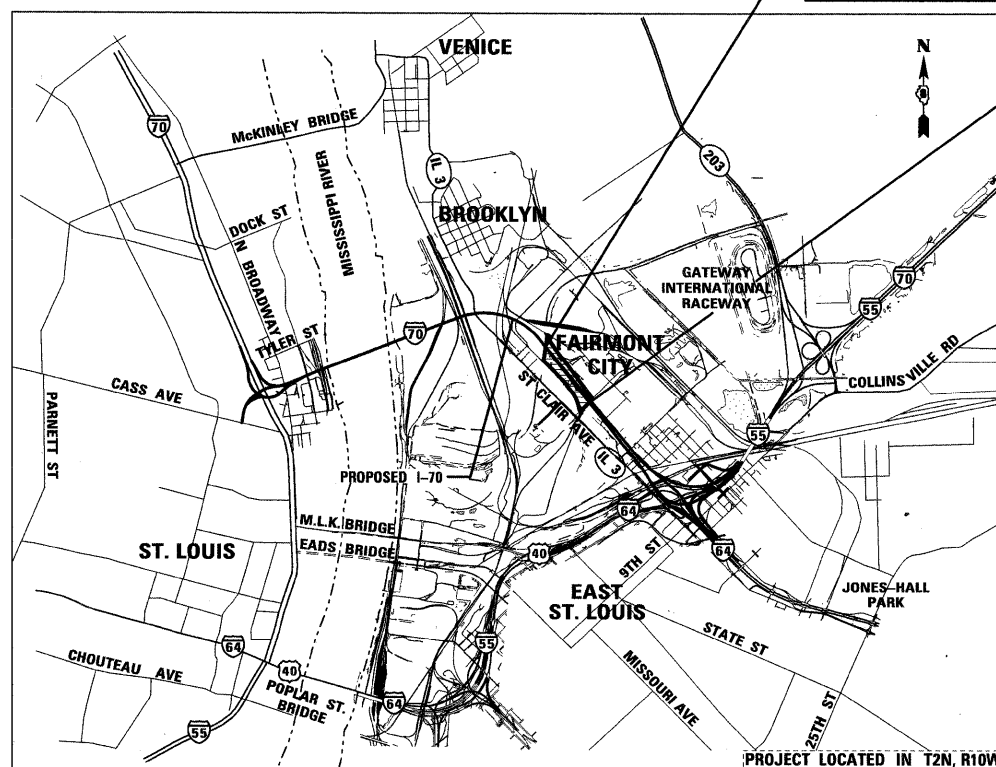 VENICE
N
70
McKINLEY BRIDGE
IL 3
203
MISSISSIPPI RIVER
BROOKLYN
DOCK ST
N BROADWAY
GATEWAY
INTERNATIONAL
RACEWAY
70
55
TYLER ST
70
FAIRMONT
CITY
COLLINSVILLE RD
CASS AVE
ST CLAIR AVE
PARNETT ST
55
IL 3
PROPOSED I-70
64
M.L.K. BRIDGE
EADS BRIDGE
ST. LOUIS
40
9TH ST
64
EAST
ST. LOUIS
JONES-HALL
PARK
STATE ST
64
55
CHOUTEAU AVE
40
MISSOURI AVE
POPLAR ST.
BRIDGE
64
55
25TH ST
PROJECT LOCATED IN T2N, R10W